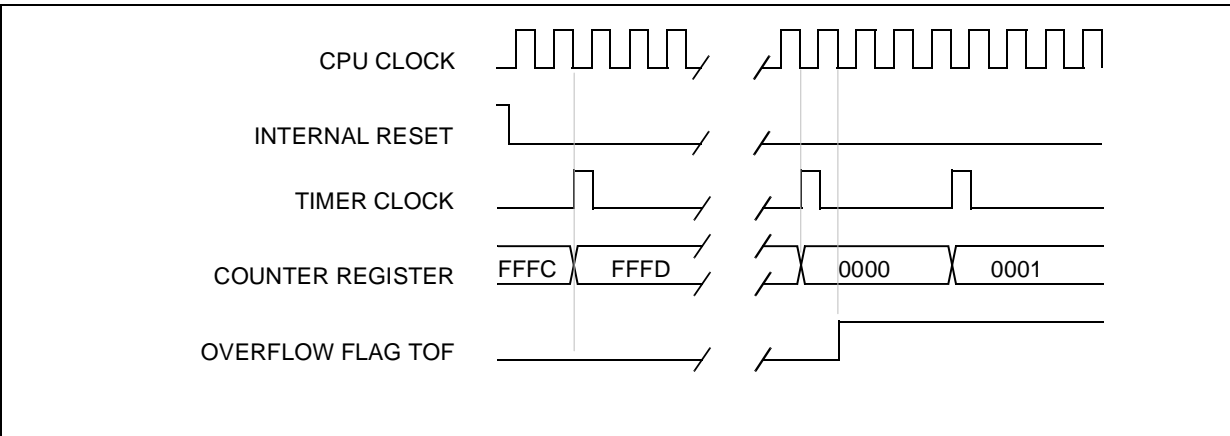 CPU CLOCK
INTERNAL RESET
TIMER CLOCK
COUNTER REGISTER
FFFC FFFD 0000 0001
OVERFLOW FLAG TOF